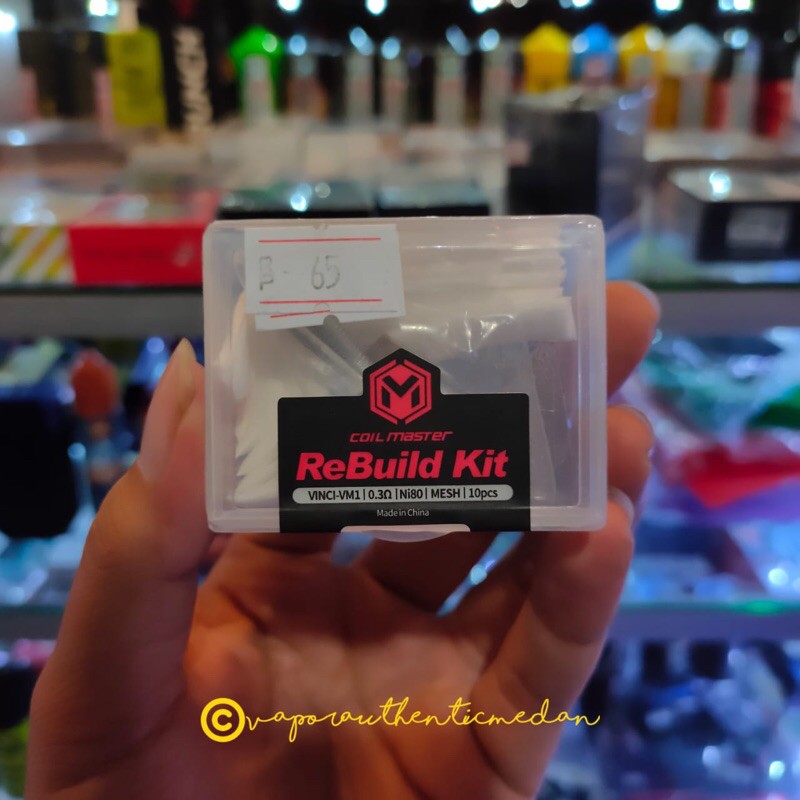 65
COIL MASTER
ReBuild Kit
VINCI-VM1 | 0.3Ω | Ni80 | MESH | 10pcs
Made in China
©vaporauthenticmedan